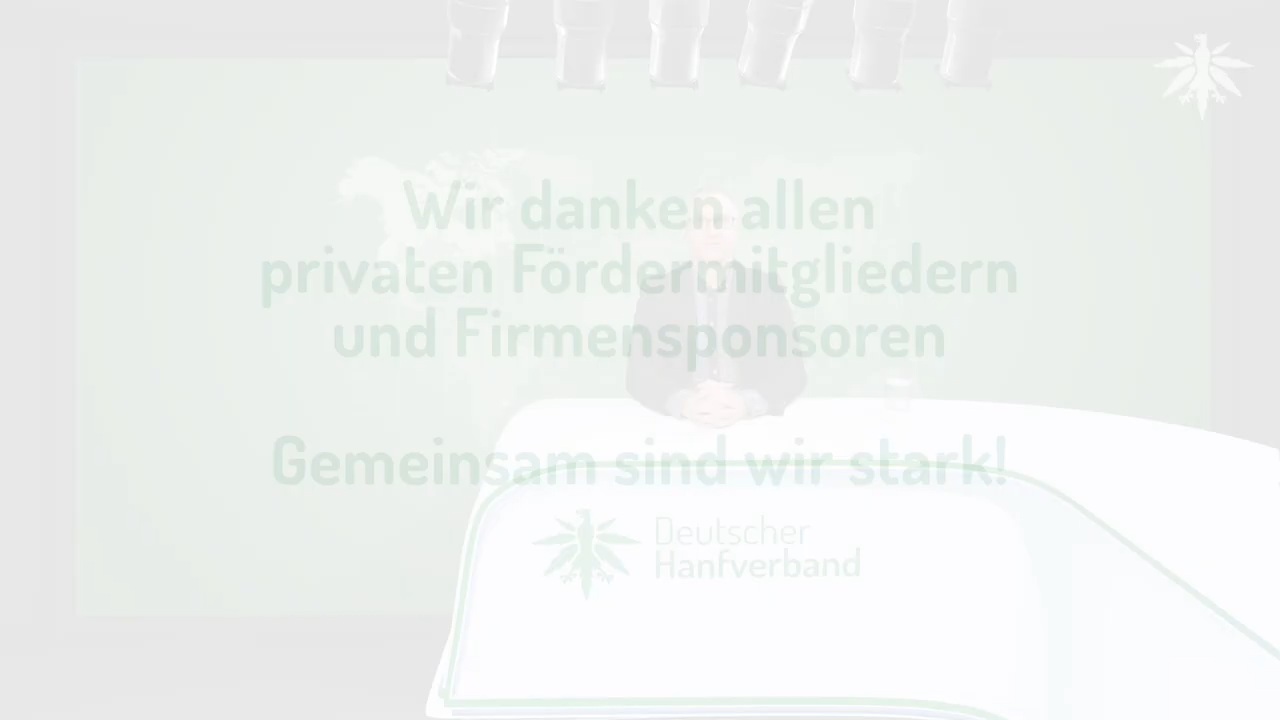 Wir danken allen
privaten Fördermitgliedern
und Firmensponsoren
Gemeinsam sind wir stark!
Deutscher
Hanfverband